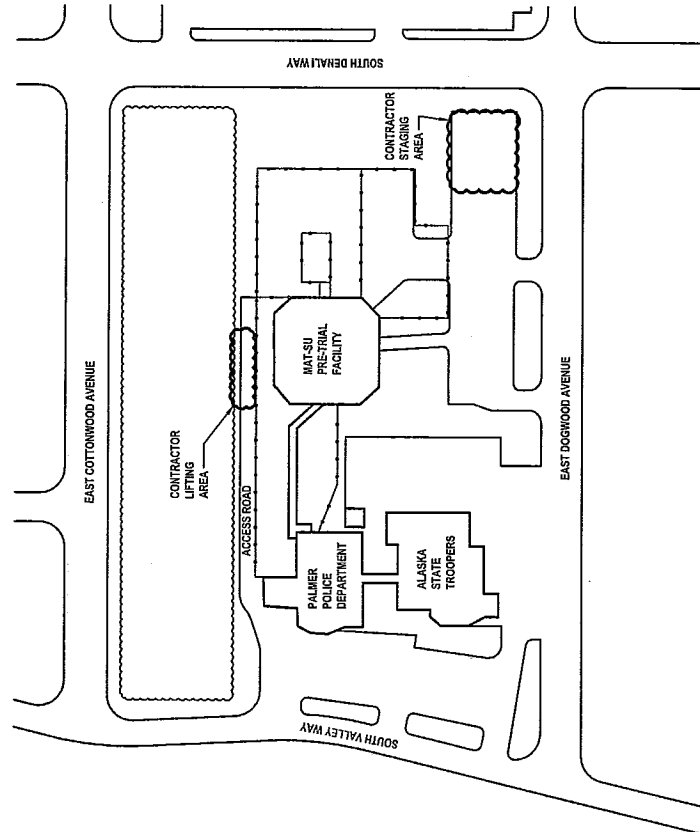 SOUTH DENALI WAY
EAST COTTONWOOD AVENUE
CONTRACTOR
STAGING
AREA
CONTRACTOR
LIFTING
AREA
MAT-SU
PRE-TRIAL
FACILITY
ACCESS ROAD
PALMER
POLICE
DEPARTMENT
ALASKA
STATE
TROOPERS
EAST DOGWOOD AVENUE
SOUTH VALLEY WAY